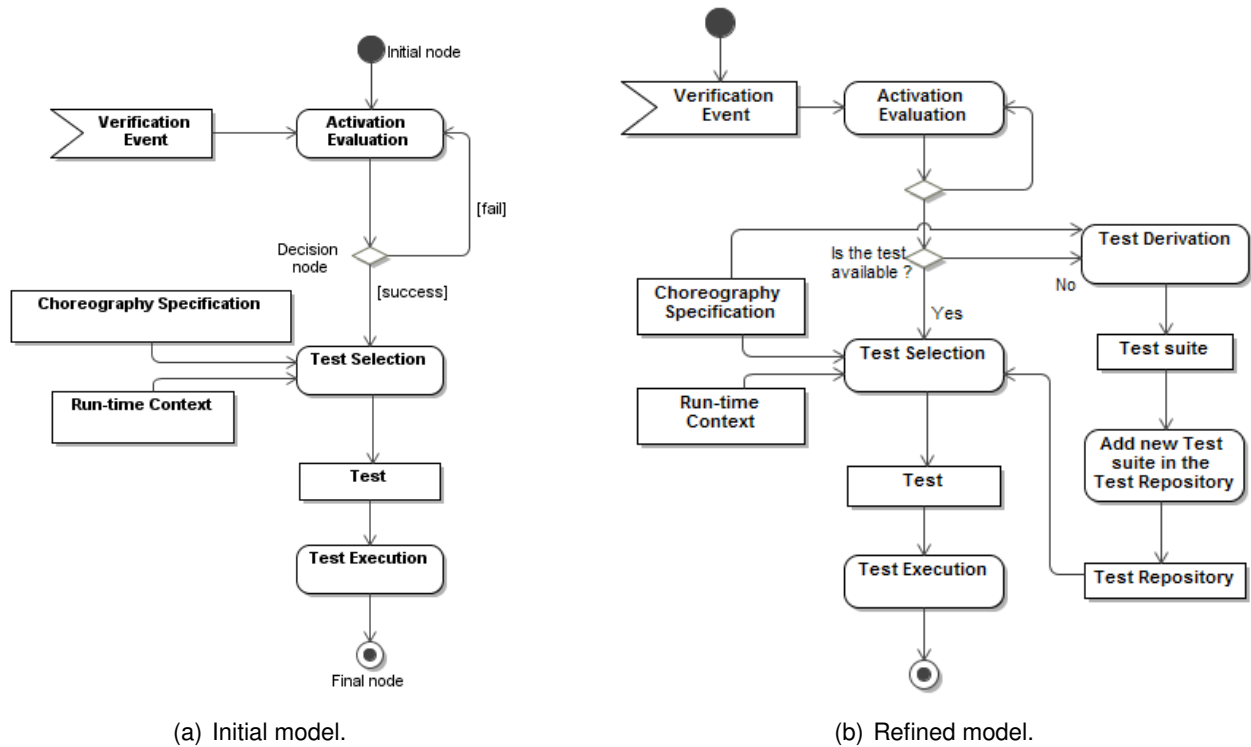 Initial node
Verification
Event
Activation
Evaluation
[fail]
Decision
node
[success]
Choreography Specification
Test Selection
Run-time Context
Test
Test Execution
Final node
(a) Initial model.
Verification
Event
Activation
Evaluation
Is the test
available ?
Test Derivation
No
Choreography
Specification
Yes
Test Selection
Test suite
Run-time
Context
Add new Test
suite in the
Test Repository
Test
Test Execution
Test Repository
(b) Refined model.